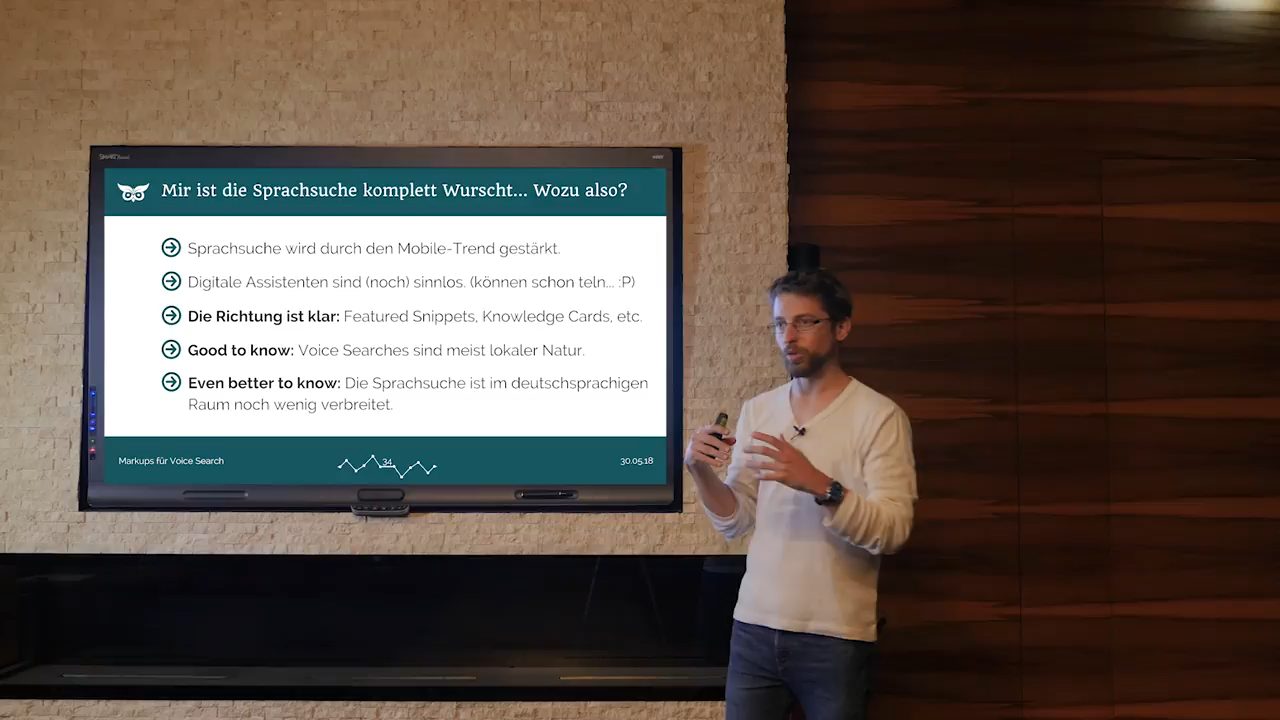 SMART
Mir ist die Sprachsuche komplett Wurscht... Wozu also?
Sprachsuche wird durch den Mobile-Trend gestärkt.
Digitale Assistenten sind (noch) sinnlos. (können schon teln... :P)
Die Richtung ist klar: Featured Snippets, Knowledge Cards, etc.
Good to know: Voice Searches sind meist lokaler Natur.
Even better to know: Die Sprachsuche ist im deutschsprachigen
Raum noch wenig verbreitet.
Markups für Voice Search
34
30.05.18